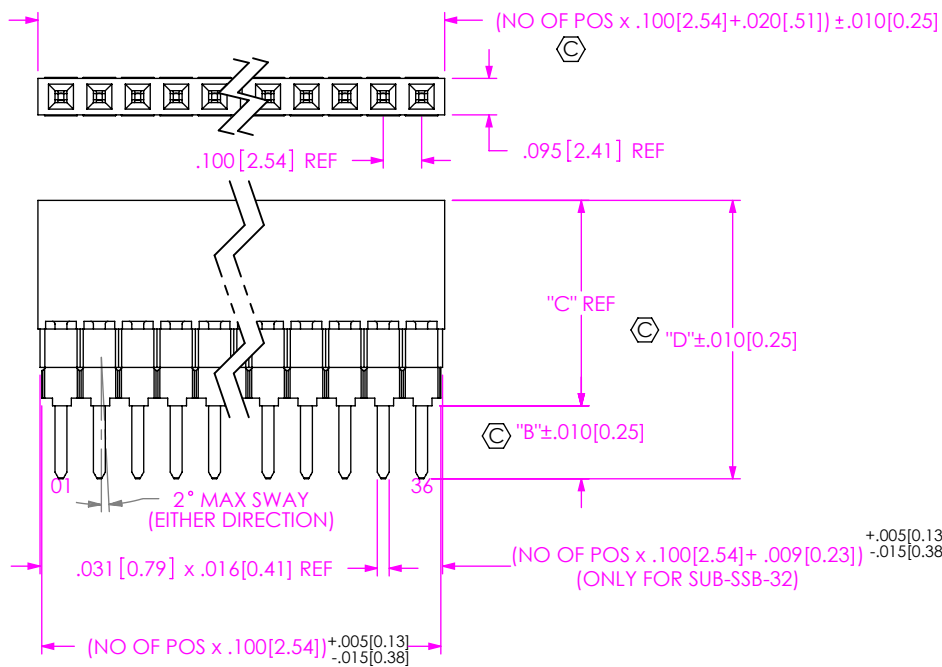 (NO OF POS x .100[2.54]+.020[.51]) ±.010[0.25]
C
.100[2.54] REF
.095[2.41] REF
"C" REF
C "D"±.010[0.25]
C "B"±.010[0.25]
01
36
2° MAX SWAY
(EITHER DIRECTION)
+.005[0.13
(NO OF POS x .100[2.54]+ .009[0.23]) -.015[0.38
(ONLY FOR SUB-SSB-32)
.031[0.79] x .016[0.41] REF
(NO OF POS x .100[2.54]) +.005[0.13]
-.015[0.38]